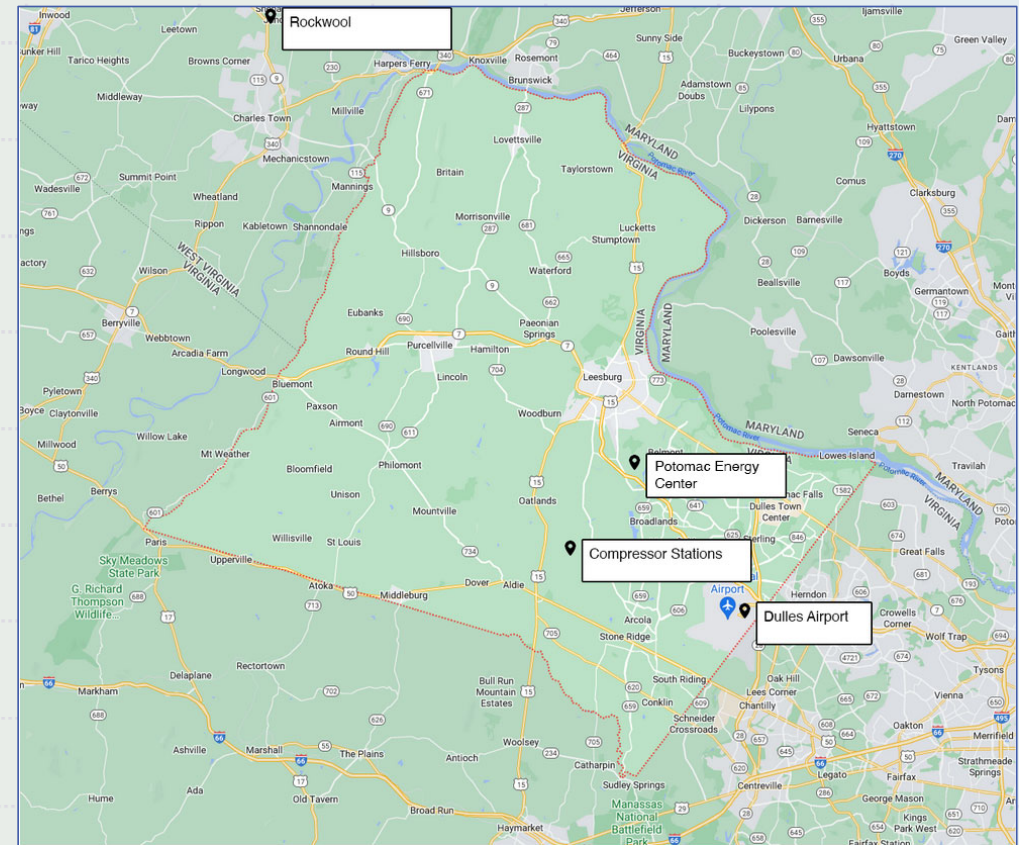 Inwood
Leetown
Rockwool
Jefferson
Ijamsville
Green Valley
Tarico Heights
Browns Corner
Harpers Ferry
Knoxville
Rosemont
Sunny Side
Buckeystown
Urbana
Brunswick
Adamstown
Doubs
Lilypons
Middleway
Millville
Charles Town
Hyattstown
Lovettsville
MARYLAND
VIRGINIA
Potomac River
Mechanicstown
Summit Point
Mannings
Britain
Taylorstown
Comus
Clarksburg
Wadesville
Wheatland
Rippon
Kabletown
Shannondale
Morrisonville
Lucketts
Stumptown
Dickerson
Barnesville
WEST VIRGINIA
VIRGINIA
Hillsboro
Waterford
Boyds
Beallsville
Germantown
Wilson
Berryville
Webbtown
Arcadia Farm
Eubanks
Paeonian
Springs
VIRGINIA
MARYLAND
Poolesville
Round Hill
Purcellville
Hamilton
Dawsonville
KENTLANDS
Longwood
Bluemont
Lincoln
Leesburg
Darnestown
North Potomac
Pyletown
Boyce
Claytonville
Paxson
Airmont
Woodburn
MARYLAND
Potomac River
Seneca
Millwood
Willow Lake
Mt Weather
Bloomfield
Philomont
Lowes Island
Travilah
Potomac River
Potomac Energy
Center
Bethel
Berrys
Unison
Oatlands
Dulles Town
Center
MARYLAND
VIRGINIA
Mountville
Broadlands
Sterling
Paris
Willisville
St Louis
Great Falls
Sky Meadows
State Park
Upperville
Compressor Stations
G. Richard
Thompson
Wildlife...
Atoka
Middleburg
Dover
Aldie
Airport
Herndon
Crowells
Corner
Arcola
Dulles Airport
Stone Ridge
Wolf Trap
Rectortown
Tysons
Delaplane
Bull Run
Mountain
Estates
South Riding
Oak Hill
Lees Corner
Chantilly
Markham
Conklin
Schneider
Crossroads
Vienna
Oakton
Merrifield
Ashville
Marshall
The Plains
Antioch
Woolsey
Catharpin
Sudley Springs
Legato
Fairfax
Strathmeade
Springs
Centreville
Hume
Ada
Old Tavern
Broad Run
Haymarket
Manassas
National
Battlefield
Park
George Mason
Kings
Park West
Fairfax Station